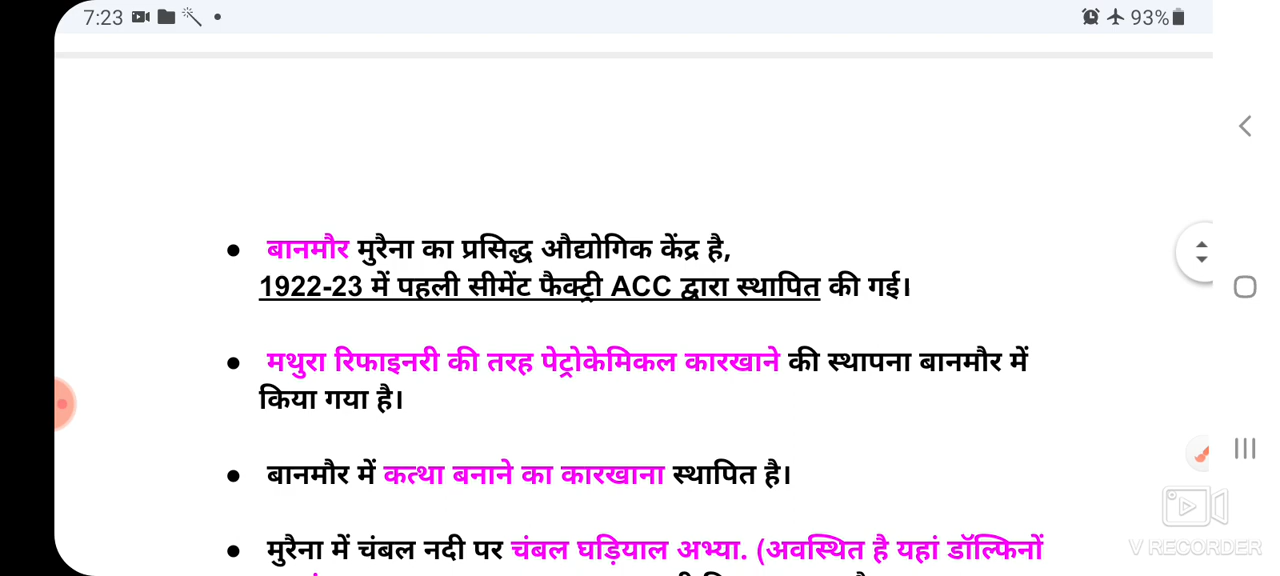 7:23
93%
● बानमौर मुरैना का प्रसिद्ध औद्योगिक केंद्र है,
1922-23 में पहली सीमेंट फैक्ट्री ACC द्वारा स्थापित की गई।
● मथुरा रिफाइनरी की तरह पेट्रोकेमिकल कारखाने की स्थापना बानमौर में
किया गया है।
● बानमौर में कत्था बनाने का कारखाना स्थापित है।
● मुरैना में चंबल नदी पर चंबल घड़ियाल अभ्या. (अवस्थित है यहां डॉल्फिनों
V RECORDER